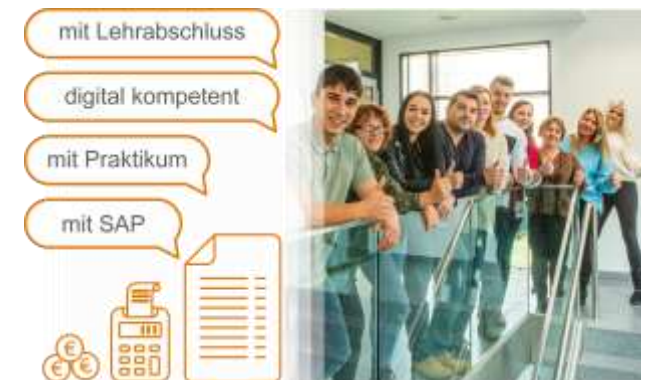 mit Lehrabschluss
digital kompetent
mit Praktikum
mit SAP
€
€ €